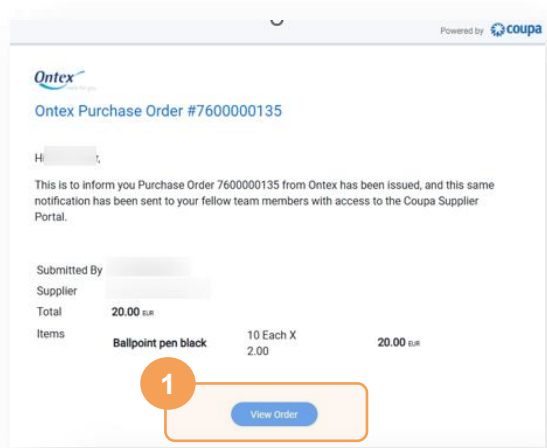 Powered by coupa
Ontex
Ontex Purchase Order #7600000135
Hi
This is to inform you Purchase Order 7600000135 from Ontex has been issued, and this same
notification has been sent to your fellow team members with access to the Coupa Supplier
Portal.
Submitted By
Supplier
Total 20.00 EUR
Items Ballpoint pen black 10 Each X 20.00 EUR
2.00
1
View Order